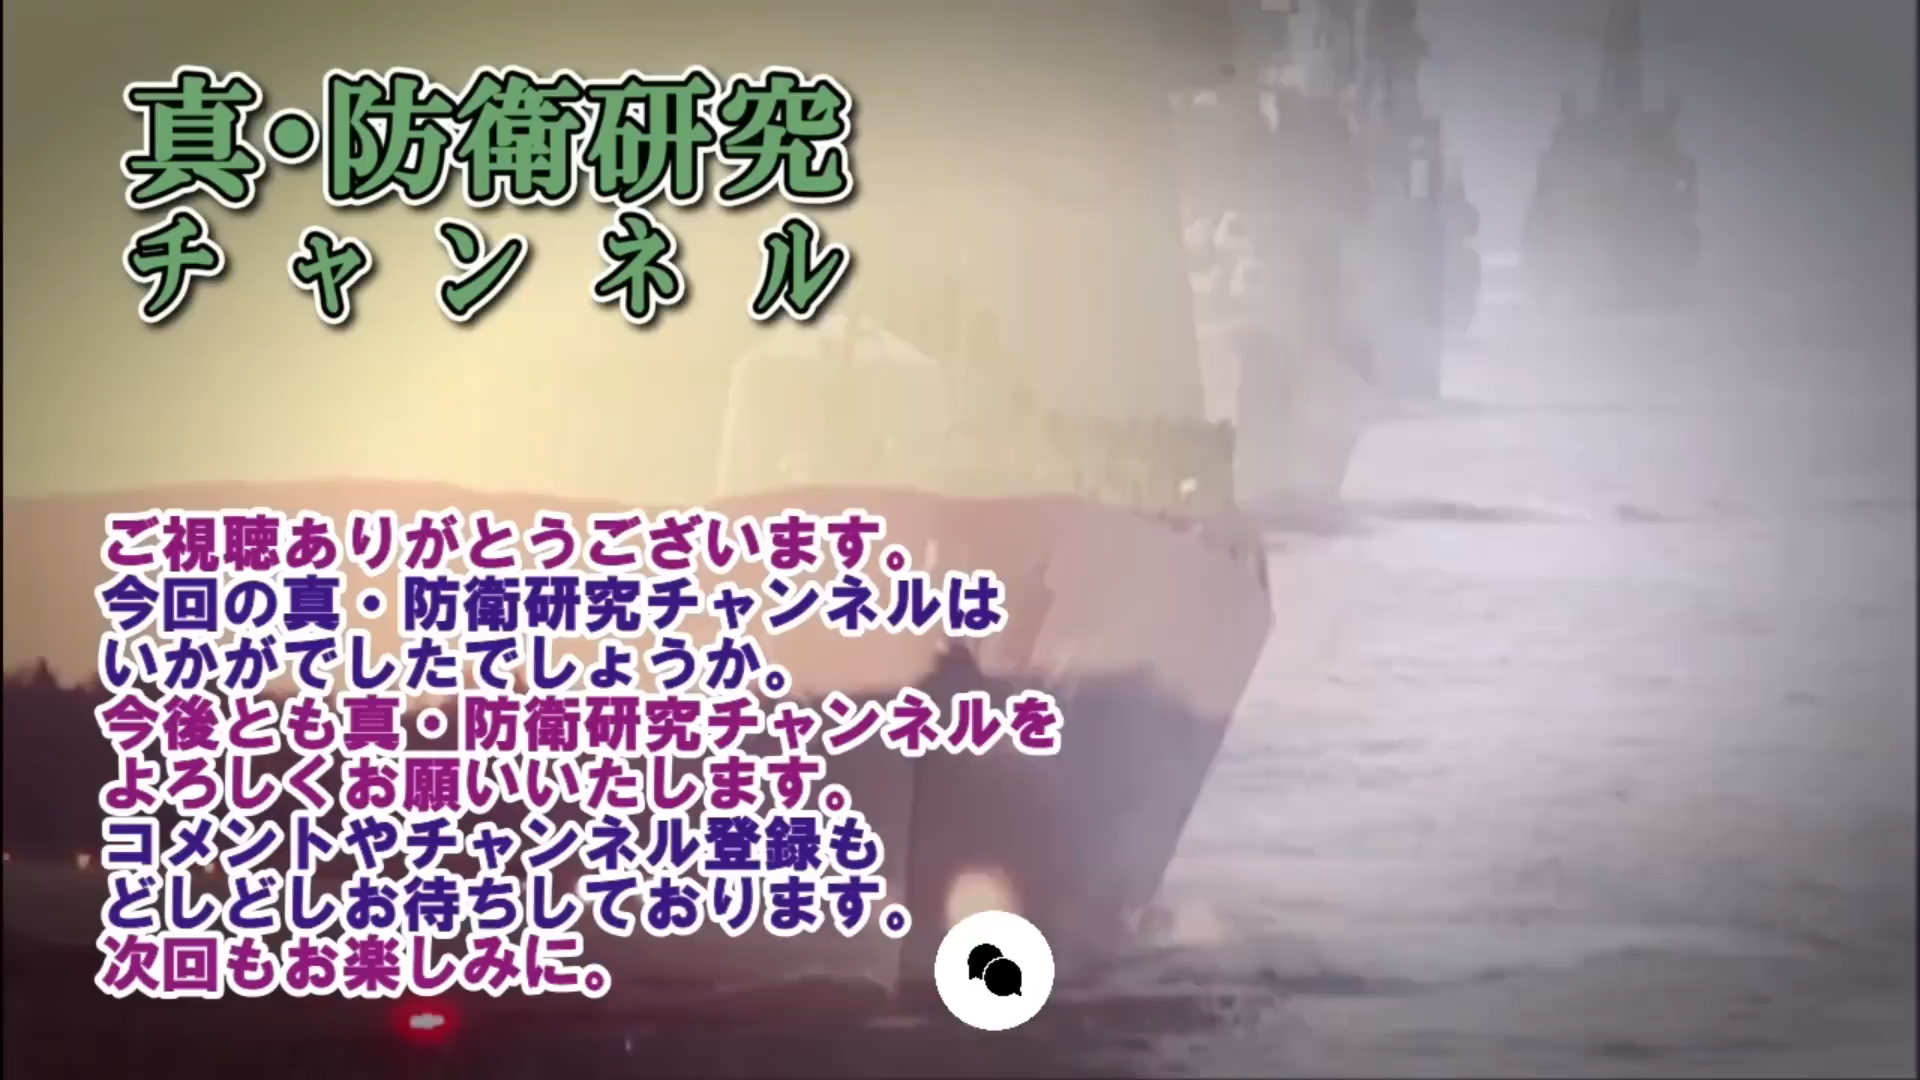 真・防衛研究
チャンネル
ご視聴ありがとうございます。
今回の真・防衛研究チャンネルは
いかがでしたでしょうか。
今後とも真・防衛研究チャンネルを
よろしくお願いいたします。
コメントやチャンネル登録も
どしどしお待ちしております。
次回もお楽しみに。